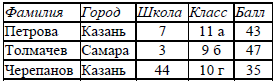 Фамилия Город Школа Класс Балл
Петрова Казань 7 11 а 43
Толмачев Самара 3 9 б 47
Черепанов Казань 44 10 г 35